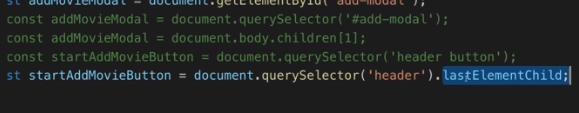 st addMovieModal = document.getElementById('add-modal');
const addMovieModal = document.querySelector('#add-modal');
const addMovieModal = document.body.children[1];
const startAddMovieButton = document.querySelector('header button');
st startAddMovieButton = document.querySelector('header').lastElementChild;